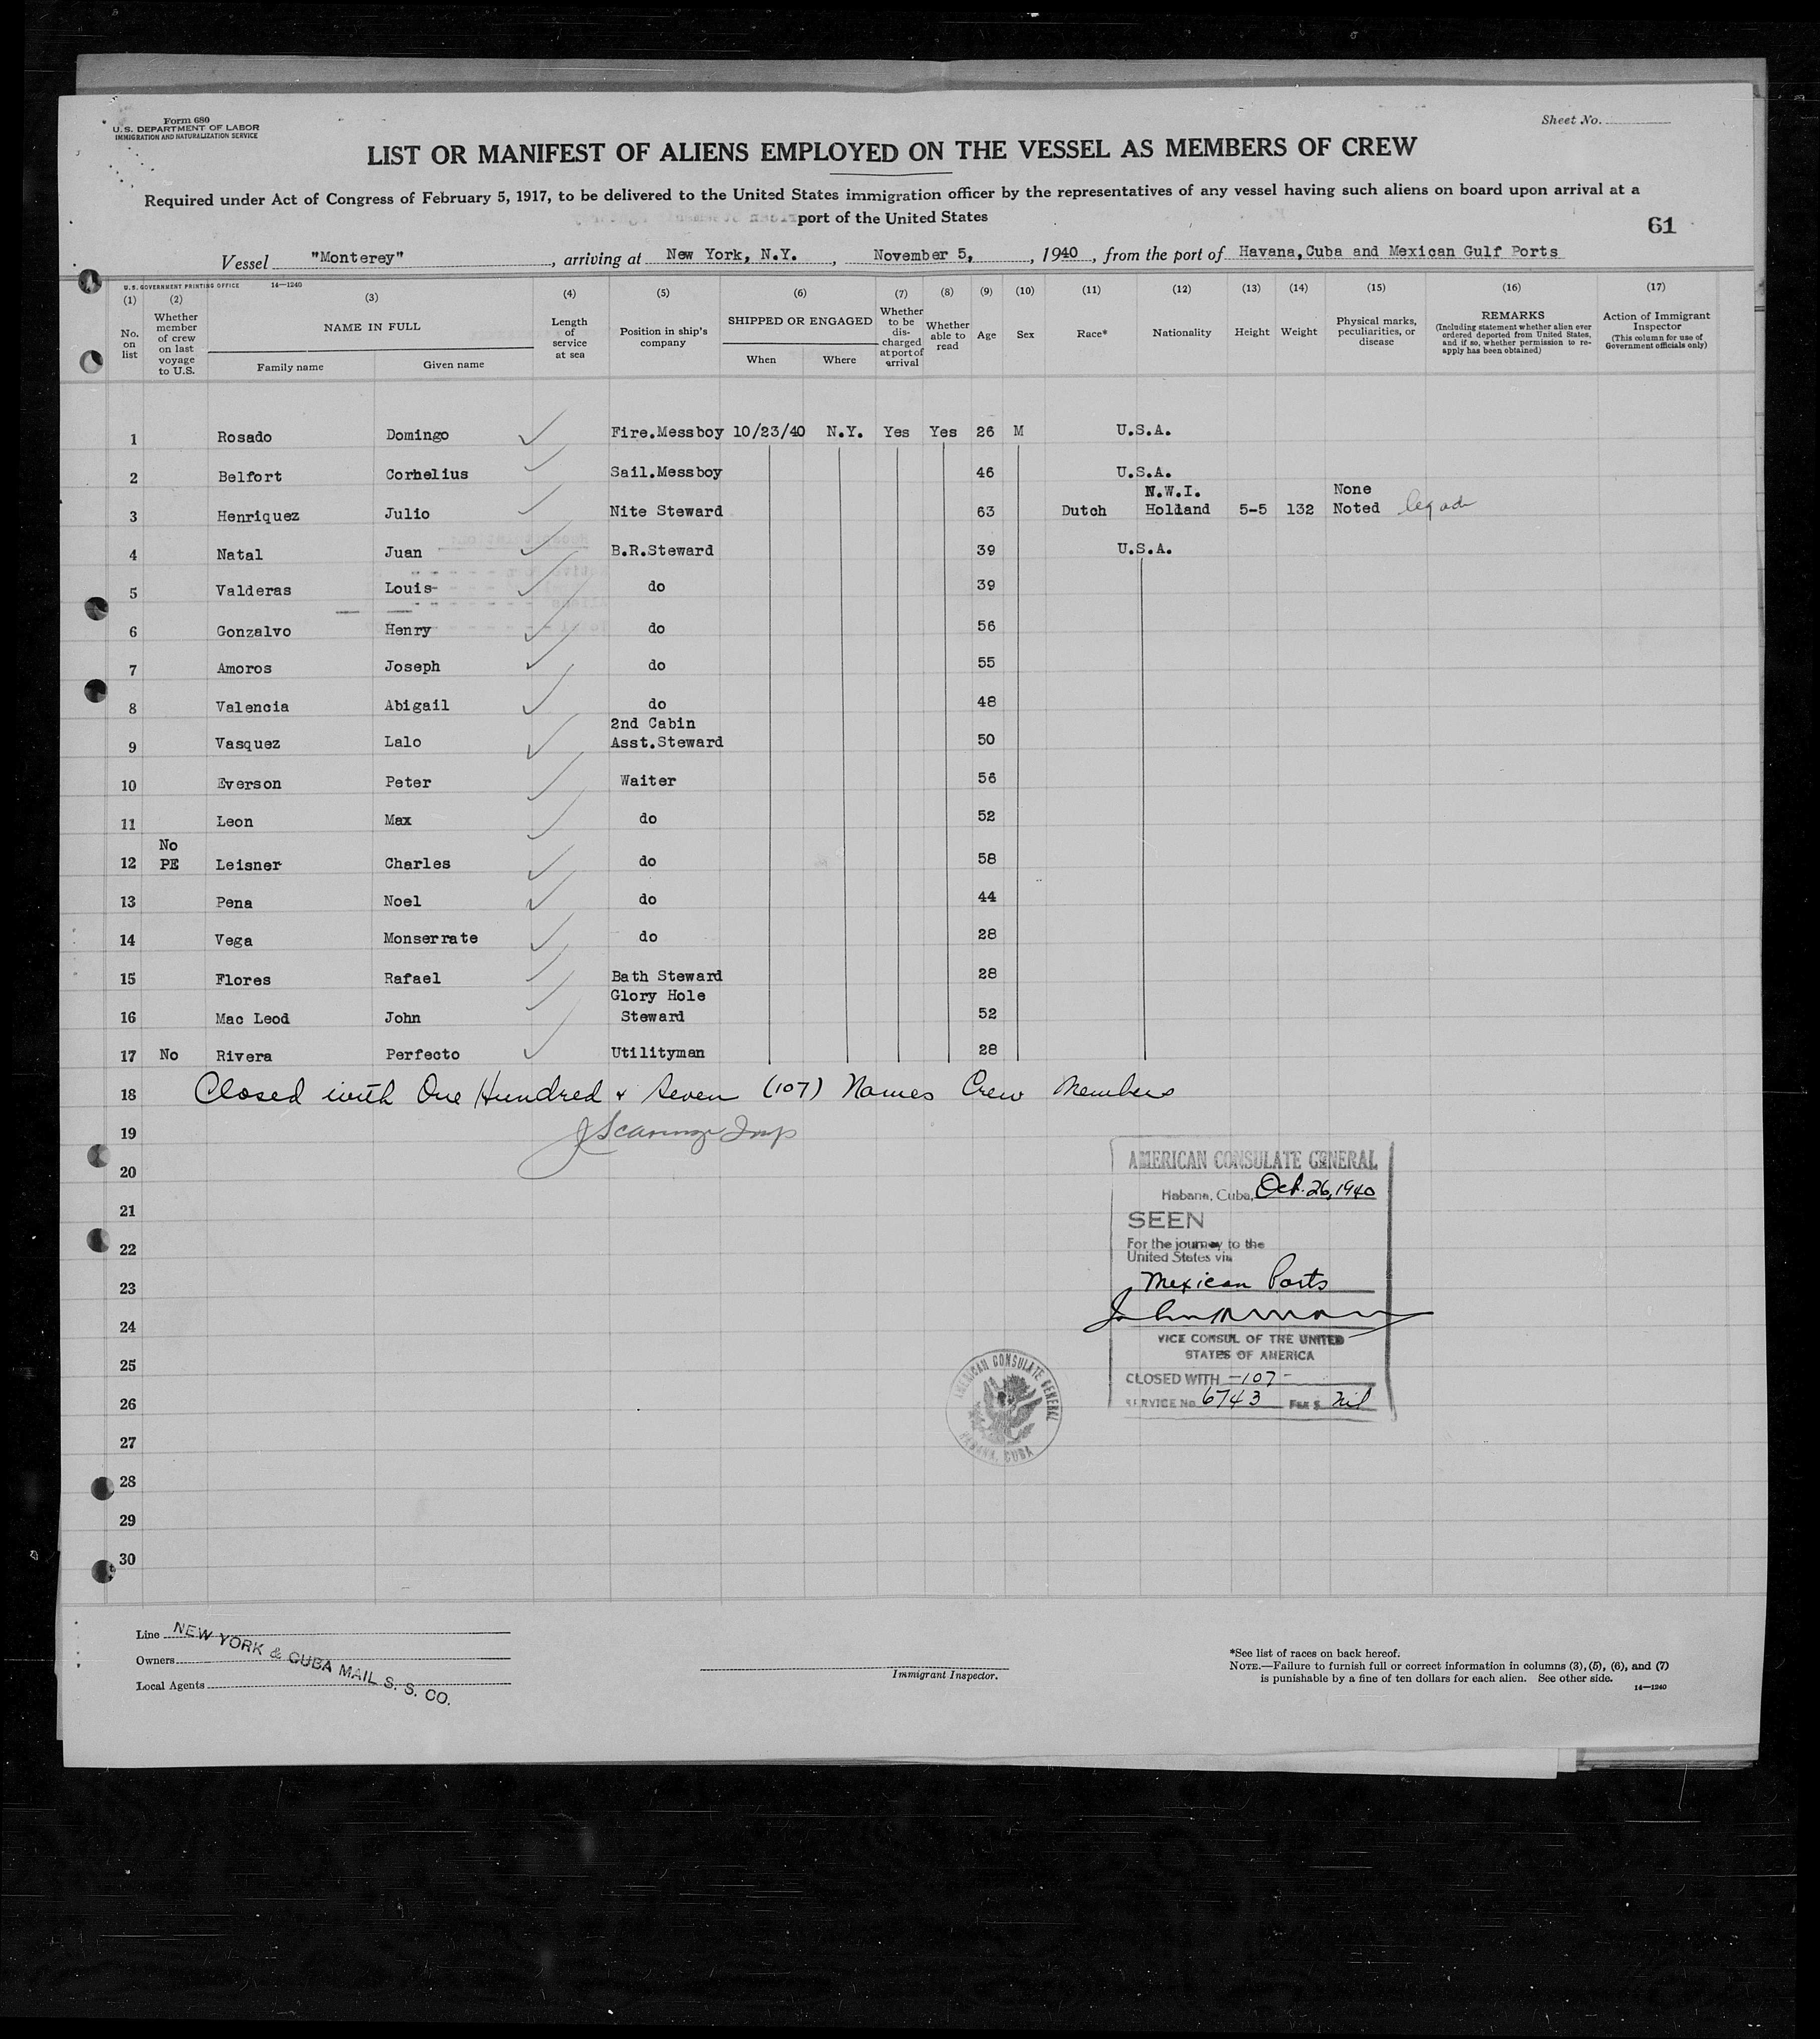 Form 680
U. S. DEPARTMENT OF LABOR
IMMIGRATION AND NATURALIZATION SERVICE
Sheet No.
LIST OR MANIFEST OF ALIENS EMPLOYED ON THE VESSEL AS MEMBERS OF CREW
Required under Act of Congress of February 5, 1917, to be delivered to the United States immigration officer by the representatives of any vessel having such aliens on board upon arrival at a
port of the United States
61
Vessel "Monterey", arriving at New York, N.Y., November 5, , 1940, from the port of Havana, Cuba and Mexican Gulf Ports
U. S. GOVERNMENT PRINTING OFFICE 14—1240
(1) (2) (3) (4) (5) (6) (7) (8) (9) (10) (11) (12) (13) (14) (15) (16) (17)
No. on list
Whether member of crew on last voyage to U.S.
NAME IN FULL
Family name Given name
Length of service at sea
Position in ship's company
SHIPPED OR ENGAGED
When Where
Whether to be discharged at port of arrival
Whether able to read
Age
Sex
Race*
Nationality
Height
Weight
Physical marks, peculiarities, or disease
REMARKS
(Including statement whether alien ever ordered deported from United States, and if so, whether permission to reapply has been obtained)
Action of Immigrant Inspector
(This column for use of Government officials only)
1 Rosado Domingo Fire.Messboy 10/23/40 N.Y. Yes Yes 26 M U.S.A.
2 Belfort Cornelius Sail.Messboy 46 U.S.A.
N.W.I. None
3 Henriquez Julio Nite Steward 63 Dutch Holland 5-5 132 Noted
4 Natal Juan B.R.Steward 39 U.S.A.
5 Valderas Louis do 39
6 Gonzalvo Henry do 56
7 Amoros Joseph do 55
8 Valencia Abigail do 48
2nd Cabin
9 Vasquez Lalo Asst.Steward 50
10 Everson Peter Waiter 56
11 Leon Max do 52
No
12 PE Leisner Charles do 58
13 Pena Noel do 44
14 Vega Monserrate do 28
15 Flores Rafael Bath Steward 28
Glory Hole
16 Mac Leod John Steward 52
17 No Rivera Perfecto Utilityman 28
18 Closed with One Hundred & Seven (107) Names Crew Members
19
20
21
22
23
24
25
26
27
28
29
30
AMERICAN CONSULATE GENERAL
Habana, Cuba, Oct. 26, 1940
SEEN
For the journey to the
United States via
Mexican Ports
VICE CONSUL OF THE UNITED
STATES OF AMERICA
CLOSED WITH -107-
SERVICE No. 6743 FEE $ Nil
AMERICAN CONSULATE GENERAL
HABANA, CUBA
Line
Owners
Local Agents
NEW YORK & CUBA MAIL S. S. CO.
Immigrant Inspector.
*See list of races on back hereof.
NOTE.—Failure to furnish full or correct information in columns (3), (5), (6), and (7)
is punishable by a fine of ten dollars for each alien. See other side.
14—1240